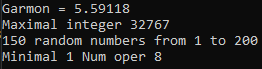 Garmon = 5.59118
Maximal integer 32767
150 random numbers from 1 to 200
Minimal 1 Num oper 8